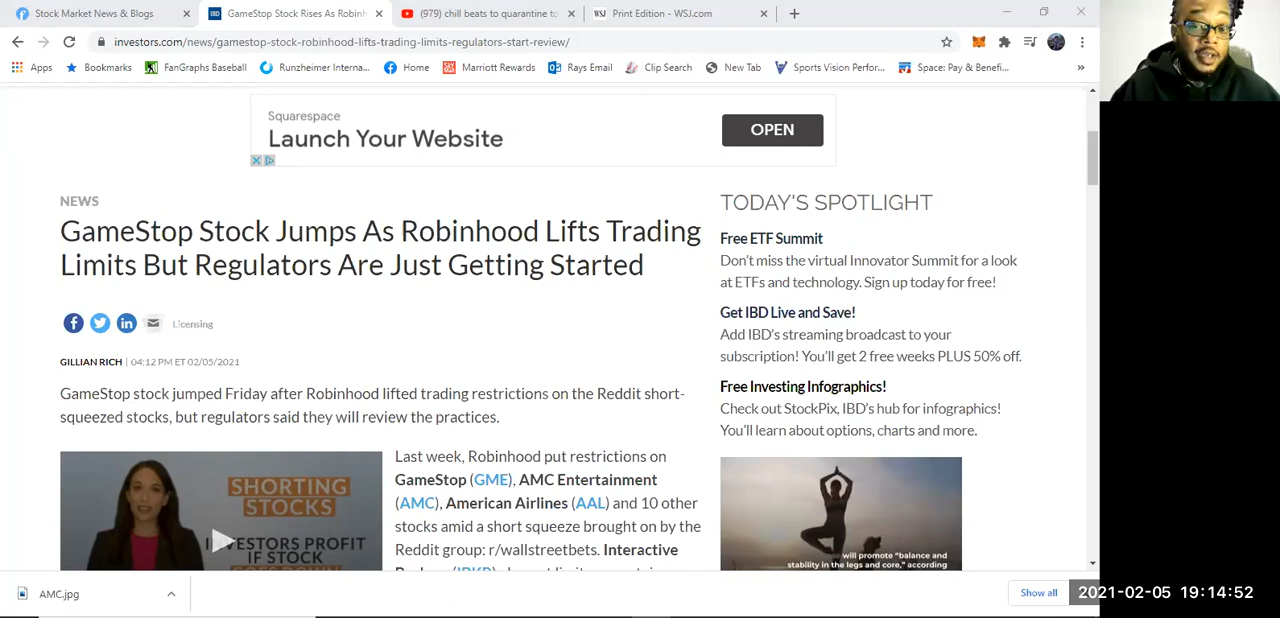 Stock Market News & Blogs
GameStop Stock Rises As Robinh
(979) chill beats to quarantine to
Print Edition - WSJ.com
investors.com/news/gamestop-stock-robinhood-lifts-trading-limits-regulators-start-review/
Apps
Bookmarks
FanGraphs Baseball
Runzheimer Interna...
Home
Marriott Rewards
Rays Email
Clip Search
New Tab
Sports Vision Perfor...
Space: Pay & Benefi...
Squarespace
Launch Your Website
OPEN
NEWS
GameStop Stock Jumps As Robinhood Lifts Trading
Limits But Regulators Are Just Getting Started
Licensing
GILLIAN RICH | 04:12 PM ET 02/05/2021
GameStop stock jumped Friday after Robinhood lifted trading restrictions on the Reddit short-
squeezed stocks, but regulators said they will review the practices.
SHORTING
STOCKS
INVESTORS PROFIT
IF STOCK
GOES DOWN
Last week, Robinhood put restrictions on
GameStop (GME), AMC Entertainment
(AMC), American Airlines (AAL) and 10 other
stocks amid a short squeeze brought on by the
Reddit group: r/wallstreetbets. Interactive
TODAY'S SPOTLIGHT
Free ETF Summit
Don't miss the virtual Innovator Summit for a look
at ETFs and technology. Sign up today for free!
Get IBD Live and Save!
Add IBD's streaming broadcast to your
subscription! You'll get 2 free weeks PLUS 50% off.
Free Investing Infographics!
Check out StockPix, IBD's hub for infographics!
You'll learn about options, charts and more.
will promote "balance and
stability in the legs and core," according
AMC.jpg
Show all
2021-02-05 19:14:52